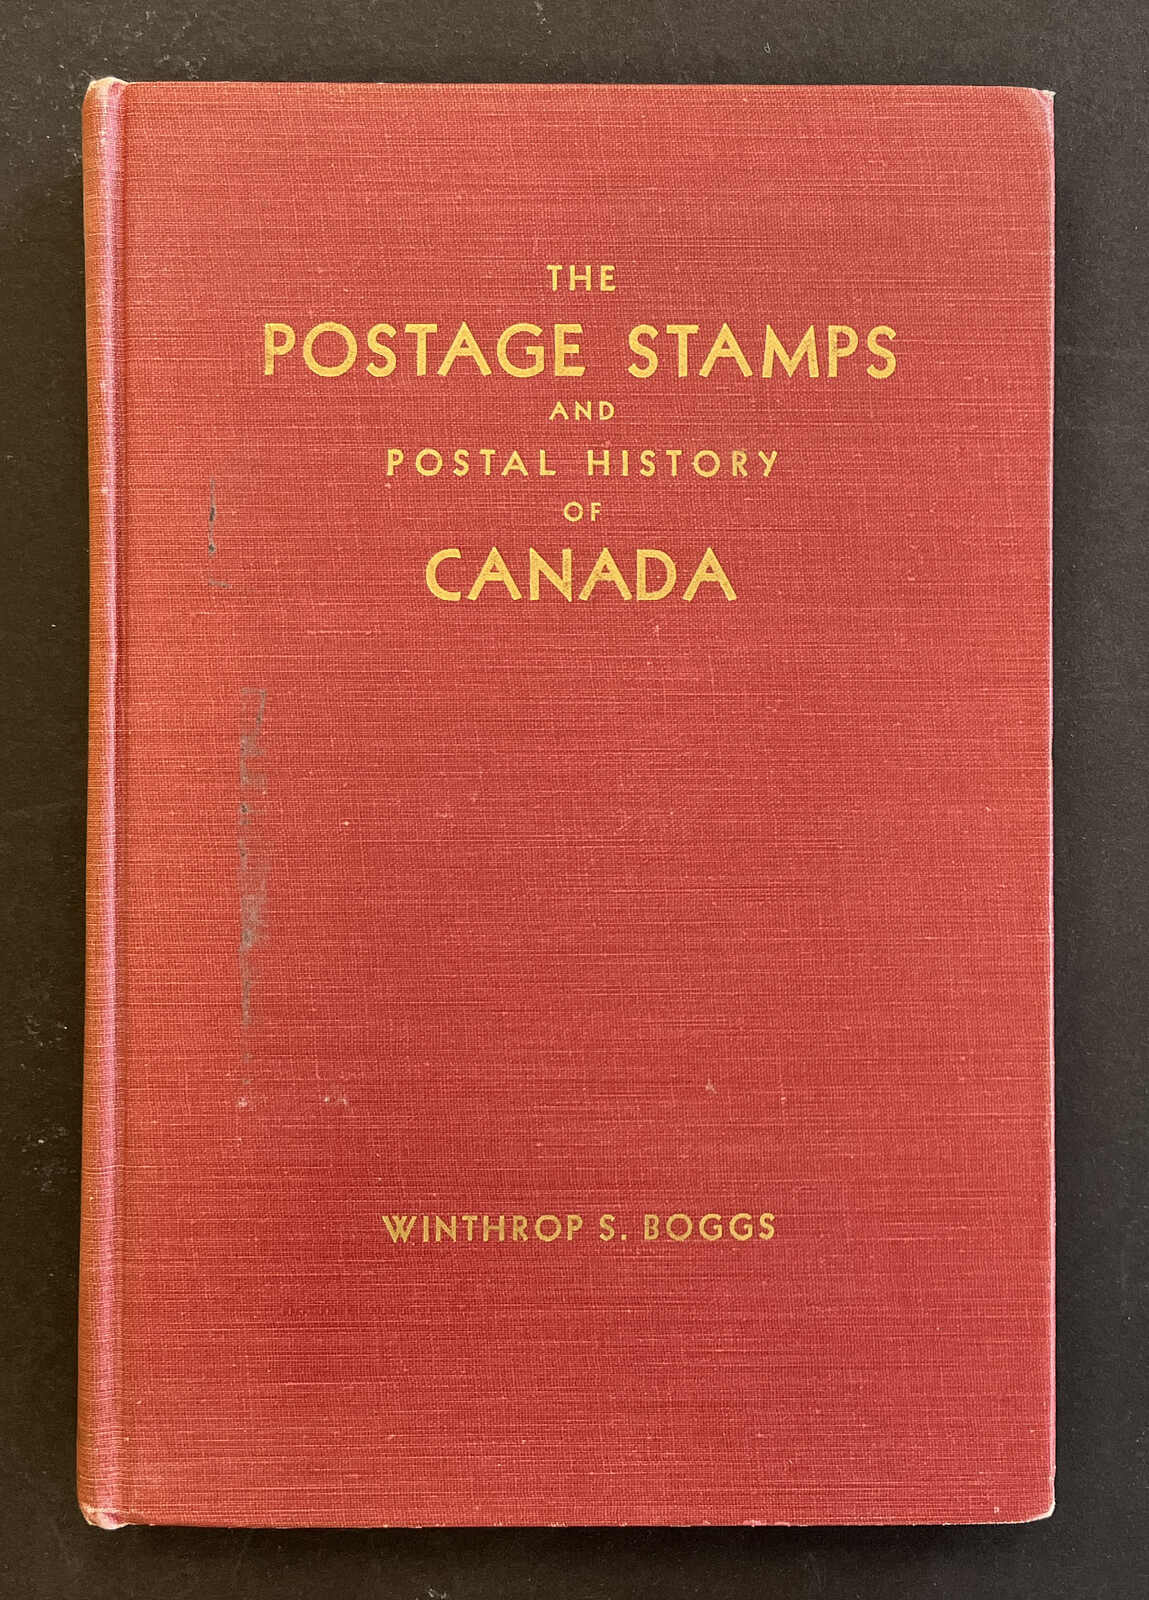 THE
POSTAGE STAMPS
AND
POSTAL HISTORY
OF
CANADA
WINTHROP S. BOGGS